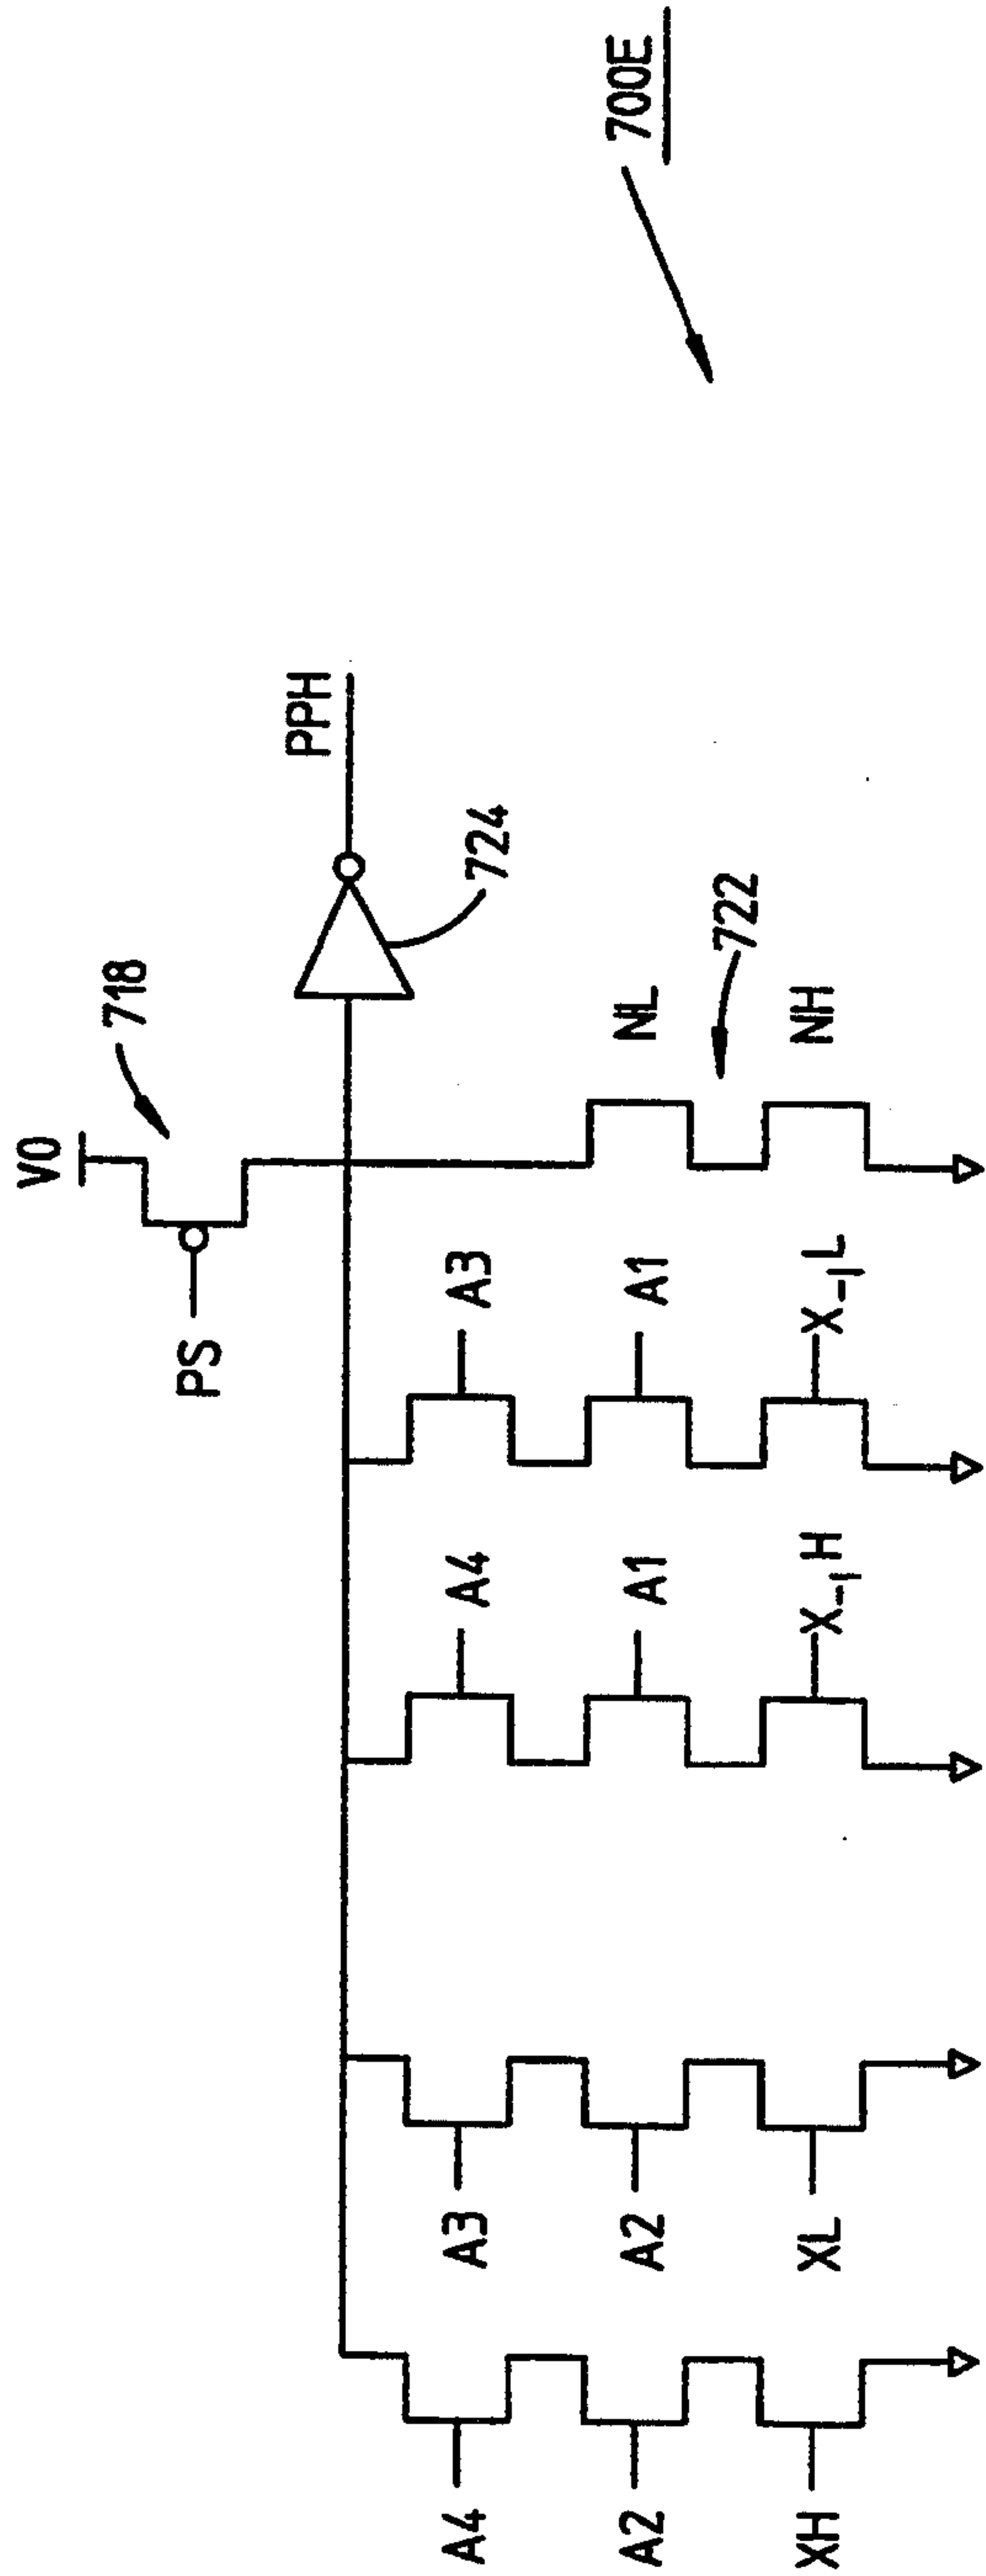 V0
718
PS
PPH
724
700E
A4
A3
A4
A3
NL
A2
A2
A1
A1
722
XH
XL
X₋₁H
X₋₁L
NH